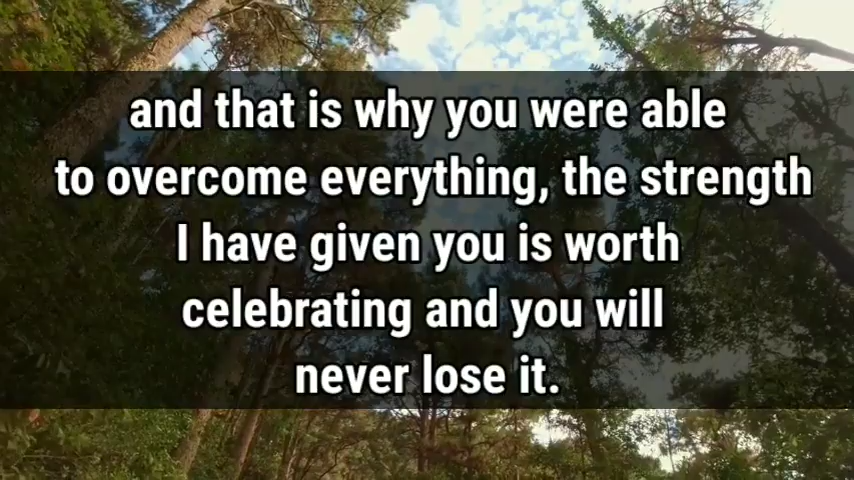 and that is why you were able
to overcome everything, the strength
I have given you is worth
celebrating and you will
never lose it.